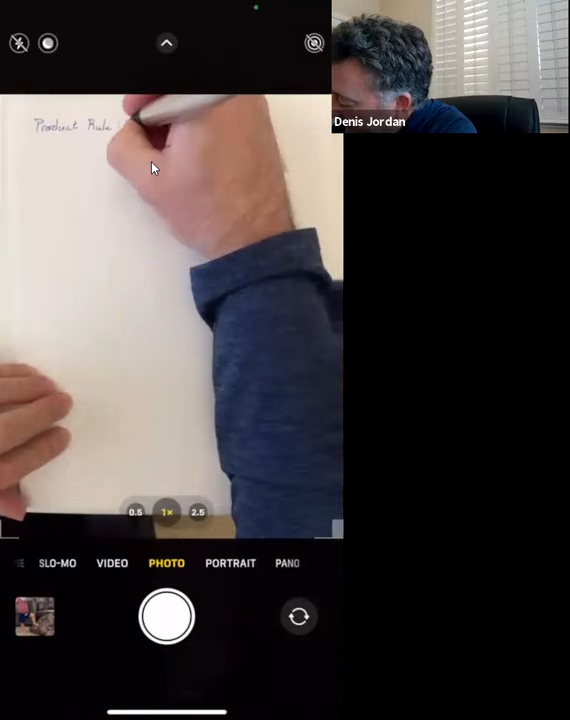 Denis Jordan
Product Rule :
0.5 1× 2.5
SLO-MO VIDEO PHOTO PORTRAIT PANO